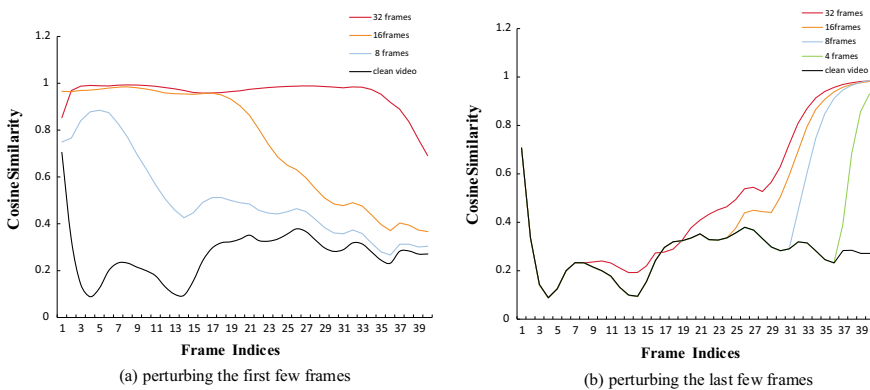 32 frames
16frames
8 frames
clean video
1.2
1
0.8
0.6
0.4
0.2
0
Cosine Similarity
1 3 5 7 9 11 13 15 17 19 21 23 25 27 29 31 33 35 37 39
Frame Indices
(a) perturbing the first few frames
32 frames
16frames
8frames
4 frames
clean video
1.2
1
0.8
0.6
0.4
0.2
0
Cosine Similarity
1 3 5 7 9 11 13 15 17 19 21 23 25 27 29 31 33 35 37 39
Frame Indices
(b) perturbing the last few frames